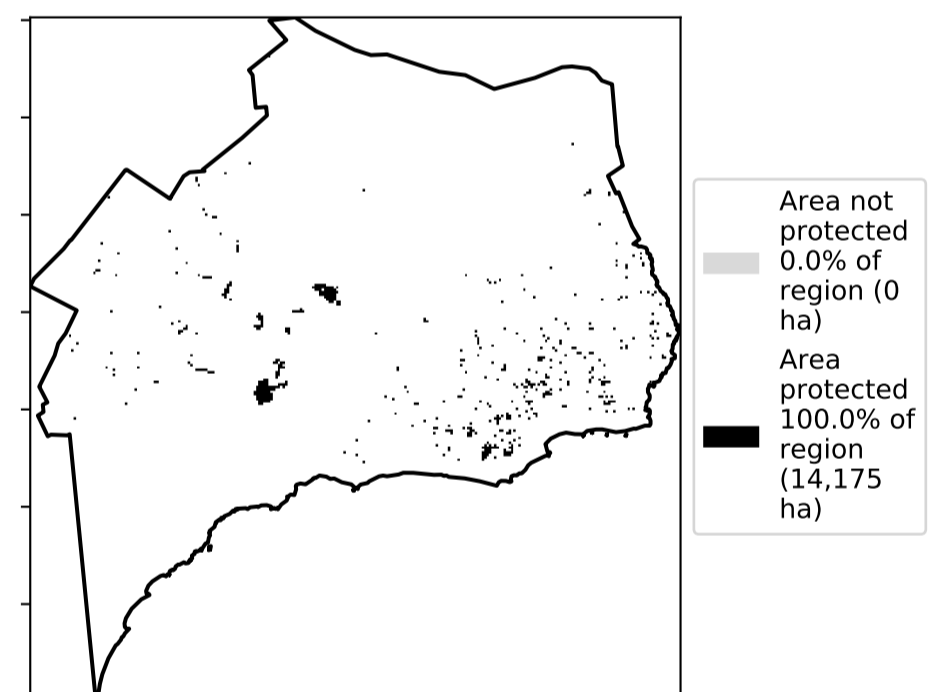 Area not
protected
0.0% of
region (0
ha)
Area
protected
100.0% of
region
(14,175
ha)